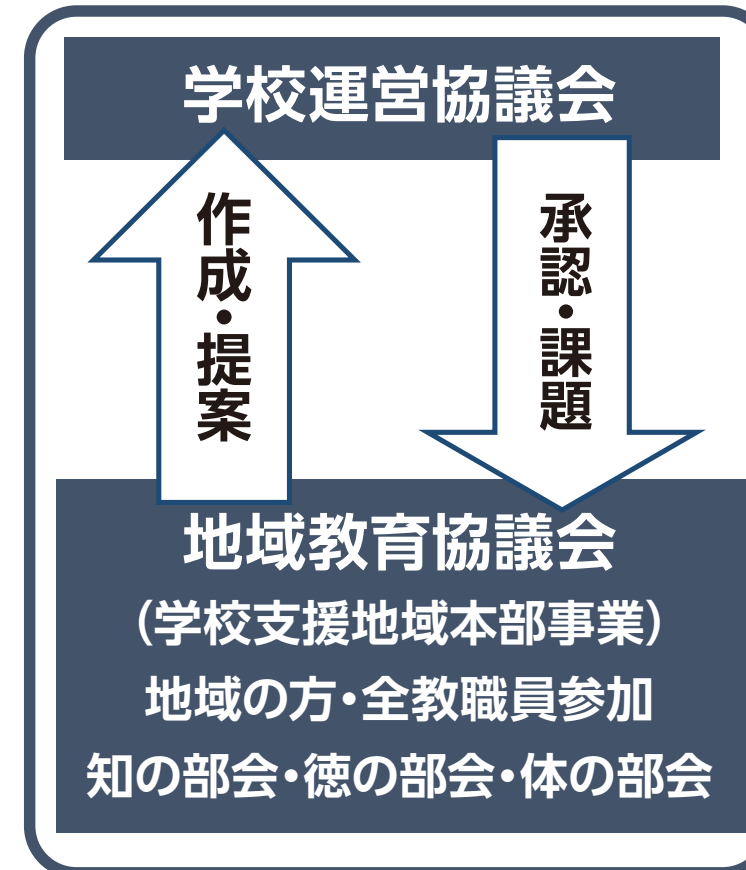 学校運営協議会
作成・提案
承認・課題
地域教育協議会
（学校支援地域本部事業）
地域の方・全教職員参加
知の部会・徳の部会・体の部会